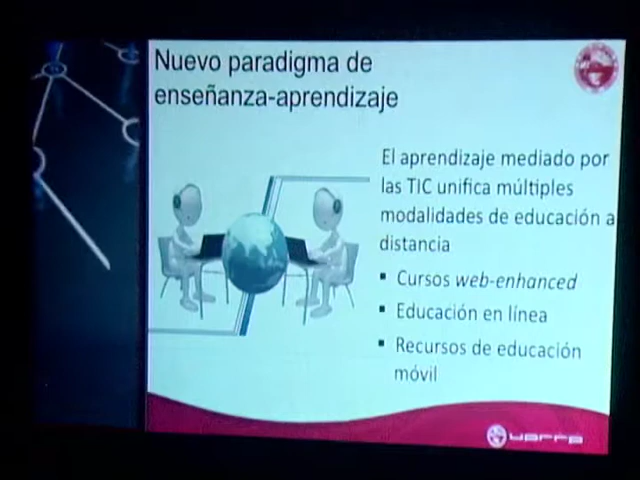 Nuevo paradigma de
enseñanza-aprendizaje
El aprendizaje mediado por
las TIC unifica múltiples
modalidades de educación a
distancia
▪ Cursos web-enhanced
▪ Educación en línea
▪ Recursos de educación
móvil